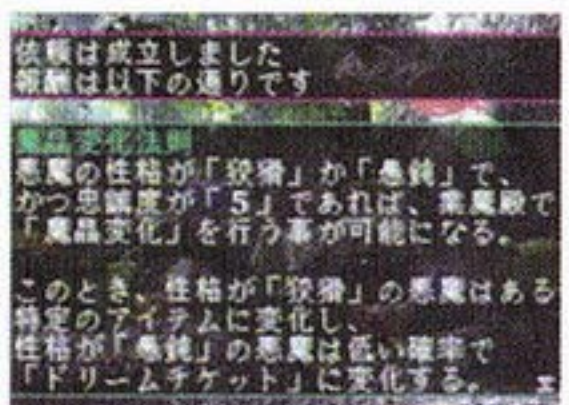 依頼は成立しました
報酬は以下の通りです
魔晶変化法
悪魔の性格が「狡猾」か「愚鈍」で、
かつ忠誠度が「5」であれば、業魔殿で
「魔晶変化」を行う事が可能になる。
このとき、性格が「狡猾」の悪魔はある
特定のアイテムに変化し、
性格が「愚鈍」の悪魔は低い確率で
「ドリームチケット」に変化する。